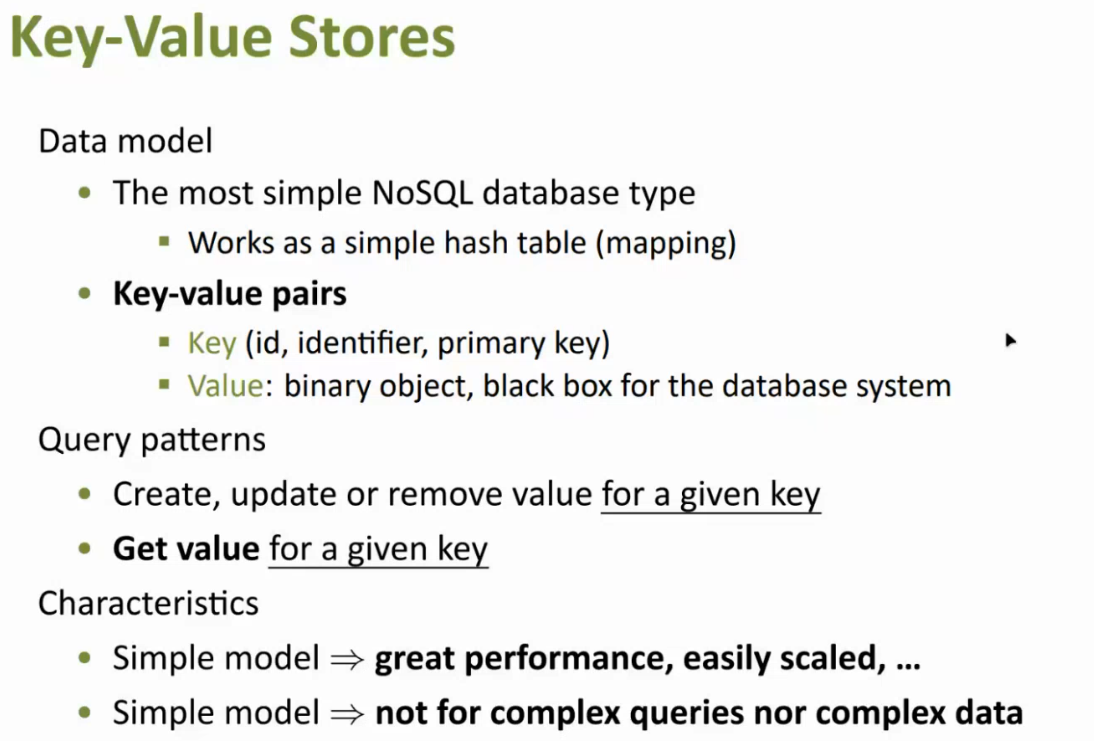 Key-Value Stores
Data model
• The most simple NoSQL database type
▪ Works as a simple hash table (mapping)
• Key-value pairs
▪ Key (id, identifier, primary key)
▪ Value: binary object, black box for the database system
Query patterns
• Create, update or remove value for a given key
• Get value for a given key
Characteristics
• Simple model ⇒ great performance, easily scaled, ...
• Simple model ⇒ not for complex queries nor complex data